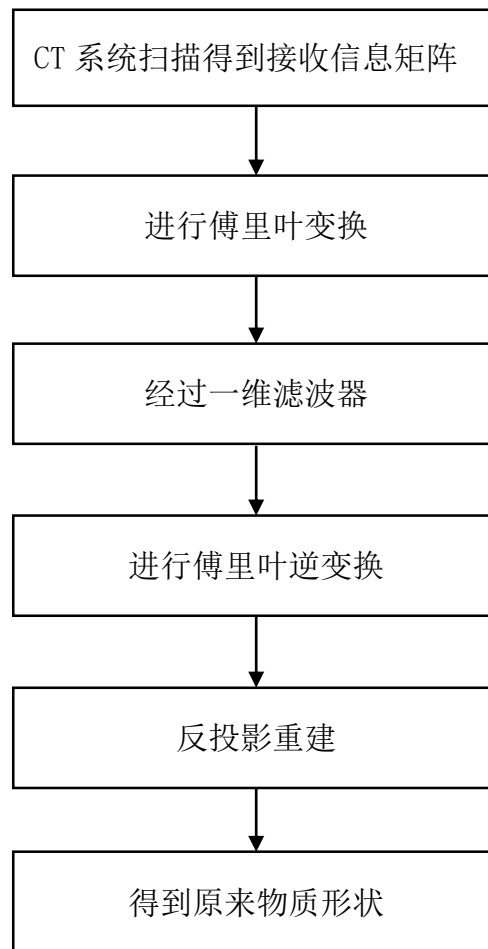 CT 系统扫描得到接收信息矩阵
进行傅里叶变换
经过一维滤波器
进行傅里叶逆变换
反投影重建
得到原来物质形状